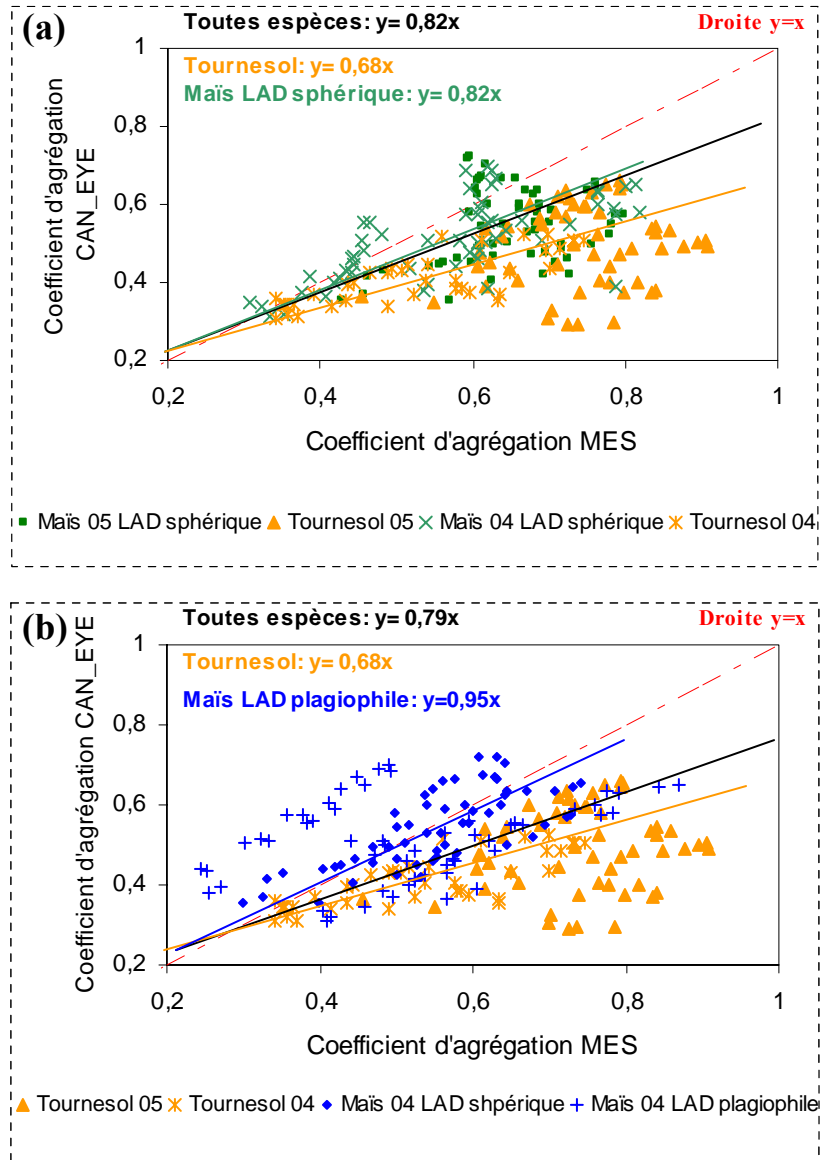 (a)
Toutes espèces: y= 0,82x
Droite y=x
Tournesol: y= 0,68x
Maïs LAD sphérique: y= 0,82x
Coefficient d'agrégation
CAN_EYE
1
0,8
0,6
0,4
0,2
0,2 0,4 0,6 0,8 1
Coefficient d'agrégation MES
Maïs 05 LAD sphérique Tournesol 05 Maïs 04 LAD sphérique Tournesol 04
(b)
Toutes espèces: y= 0,79x
Droite y=x
Tournesol: y= 0,68x
Maïs LAD plagiophile: y=0,95x
Coefficient d'agrégation CAN_EYE
1
0,8
0,6
0,4
0,2
0,2 0,4 0,6 0,8 1
Coefficient d'agrégation MES
Tournesol 05 Tournesol 04 Maïs 04 LAD shpérique Maïs 04 LAD plagiophile